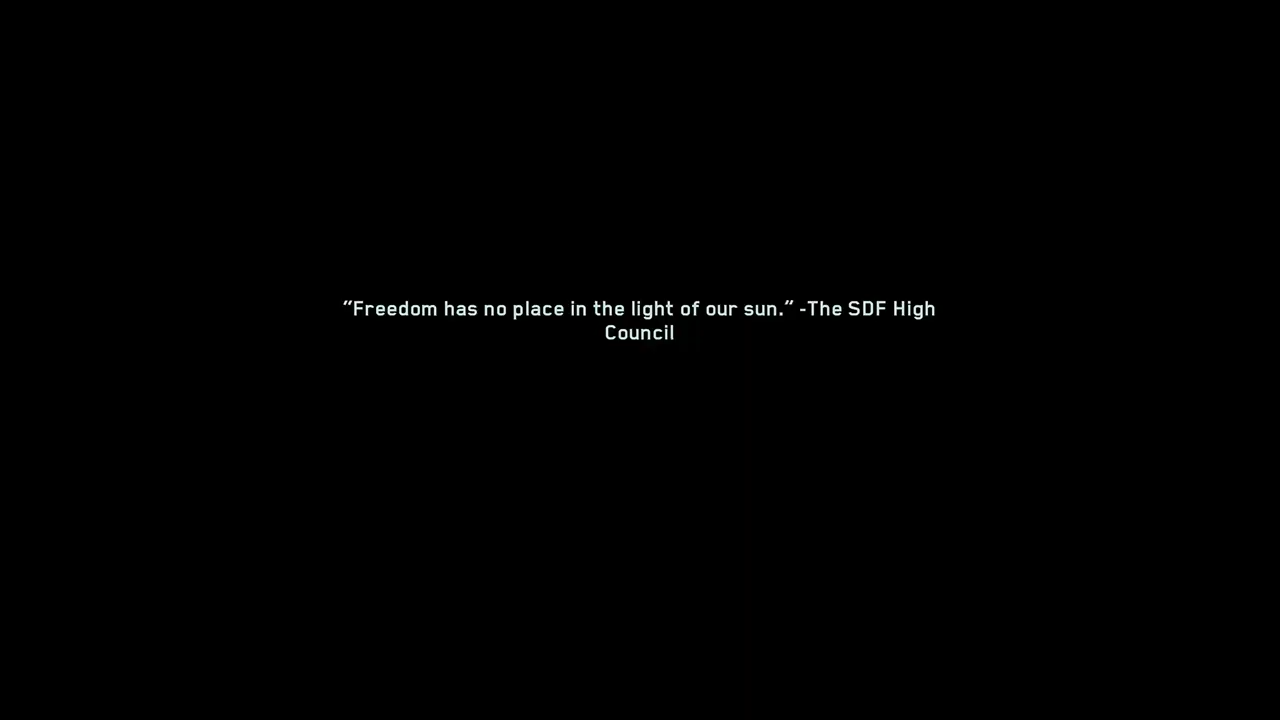 "Freedom has no place in the light of our sun." -The SDF High
Council